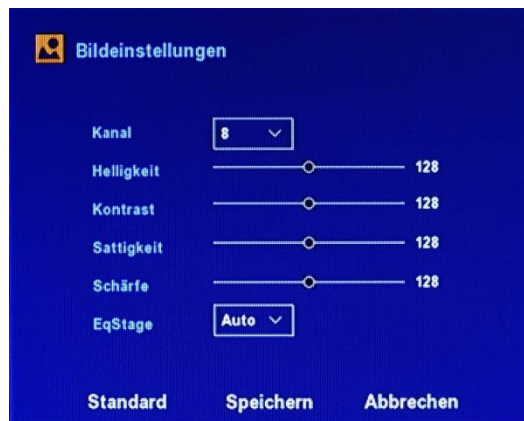 Bildeinstellungen
Kanal 8
Helligkeit 128
Kontrast 128
Sattigkeit 128
Schärfe 128
EqStage Auto
Standard Speichern Abbrechen